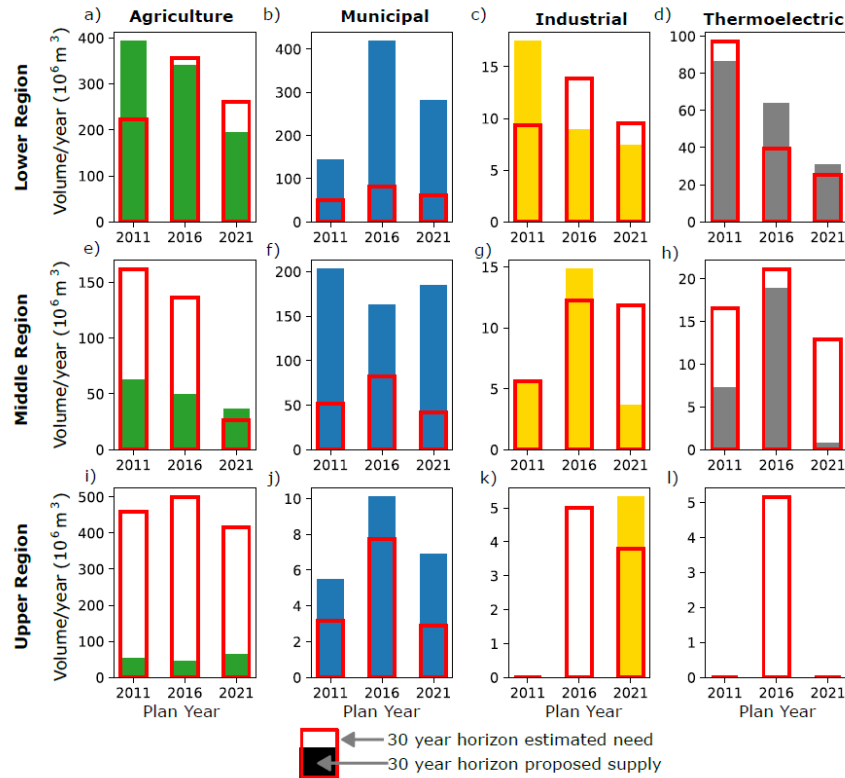 Agriculture Municipal Industrial Thermoelectric
a) b) c) d)
Lower Region
Volume/year (10⁶ m³)
400 300 200 100 0
400 300 200 100 0
15 10 5 0
100 80 60 40 20 0
2011 2016 2021 2011 2016 2021 2011 2016 2021 2011 2016 2021
e) f) g) h)
Middle Region
Volume/year (10⁶ m³)
150 100 50 0
200 150 100 50 0
15 10 5 0
20 15 10 5 0
2011 2016 2021 2011 2016 2021 2011 2016 2021 2011 2016 2021
i) j) k) l)
Upper Region
Volume/year (10⁶ m³)
500 400 300 200 100 0
10 8 6 4 2 0
5 4 3 2 1 0
5 4 3 2 1 0
2011 2016 2021 2011 2016 2021 2011 2016 2021 2011 2016 2021
Plan Year Plan Year Plan Year Plan Year
30 year horizon estimated need
30 year horizon proposed supply